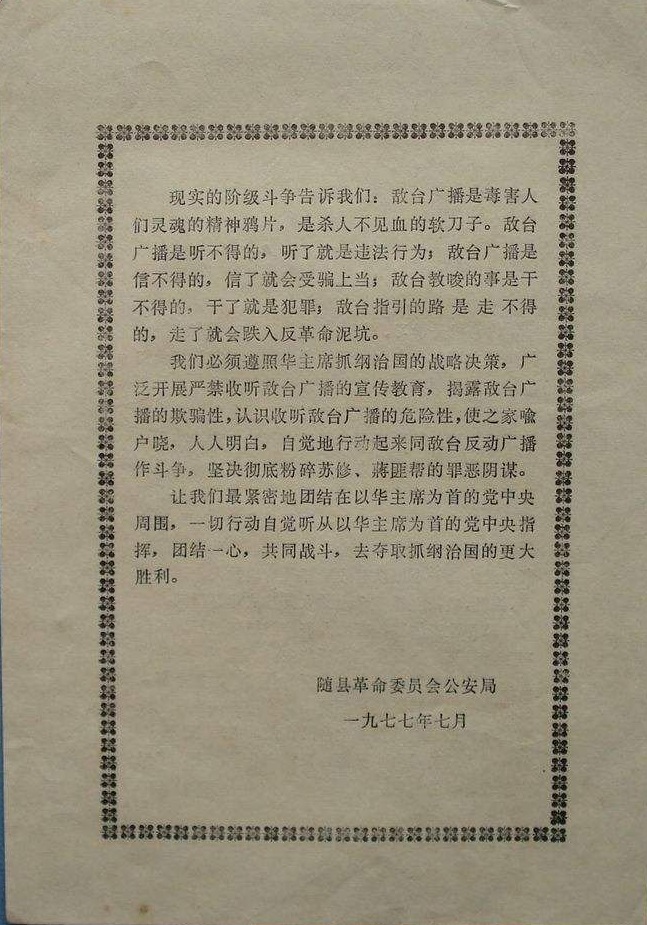 现实的阶级斗争告诉我们：敌台广播是毒害人
们灵魂的精神鸦片，是杀人不见血的软刀子。敌台
广播是听不得的，听了就是违法行为；敌台广播是
信不得的，信了就会受骗上当；敌台教唆的事是干
不得的，干了就是犯罪；敌台指引的路是走不得
的，走了就会跌入反革命泥坑。
我们必须遵照华主席抓纲治国的战略决策，广
泛开展严禁收听敌台广播的宣传教育，揭露敌台广
播的欺骗性，认识收听敌台广播的危险性，使之家喻
户晓，人人明白，自觉地行动起来同敌台反动广播
作斗争，坚决彻底粉碎苏修、蔣匪帮的罪恶阴谋。
让我们最紧密地团结在以华主席为首的党中央
周围，一切行动自觉听从以华主席为首的党中央指
挥，团结一心，共同战斗，去夺取抓纲治国的更大
胜利。
随县革命委员会公安局
一九七七年七月